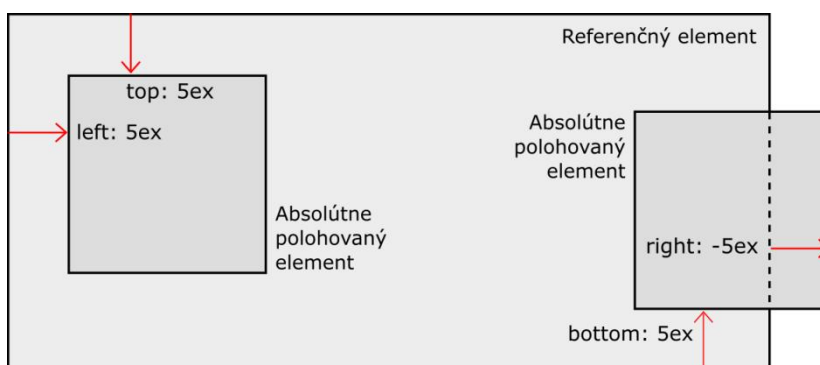 Referenčný element
top: 5ex
left: 5ex
Absolútne
polohovaný
element
Absolútne
polohovaný
element
right: -5ex
bottom: 5ex